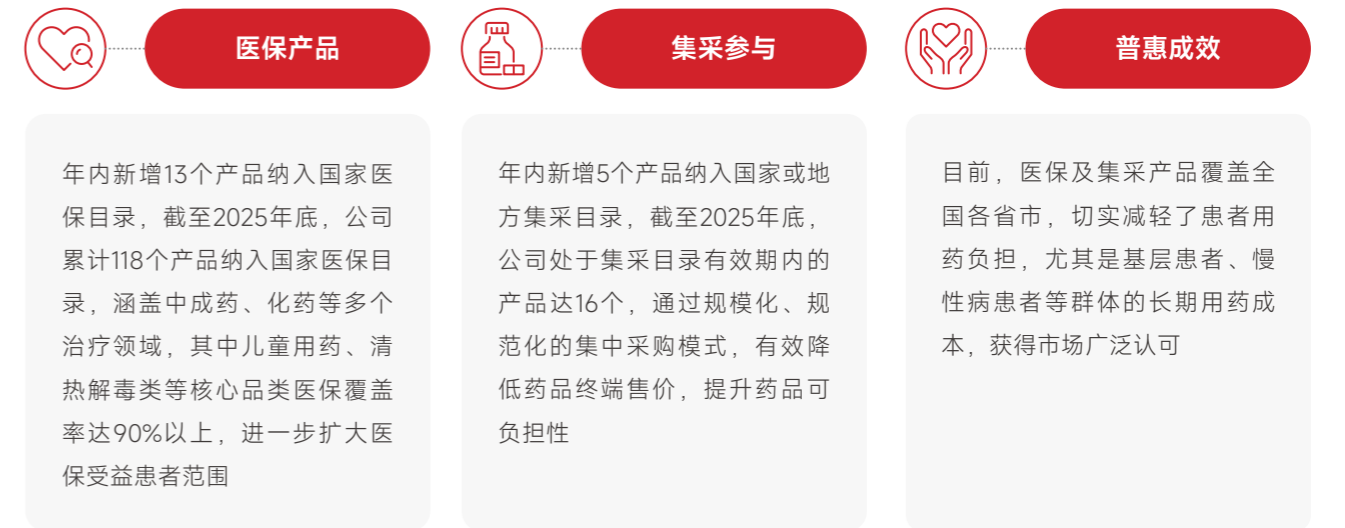 医保产品
年内新增13个产品纳入国家医
保目录，截至2025年底，公司
累计118个产品纳入国家医保目
录，涵盖中成药、化药等多个
治疗领域，其中儿童用药、清
热解毒类等核心品类医保覆盖
率达90%以上，进一步扩大医
保受益患者范围
集采参与
年内新增5个产品纳入国家或地
方集采目录，截至2025年底，
公司处于集采目录有效期内的
产品达16个，通过规模化、规
范化的集中采购模式，有效降
低药品终端售价，提升药品可
负担性
普惠成效
目前，医保及集采产品覆盖全
国各省市，切实减轻了患者用
药负担，尤其是基层患者、慢
性病患者等群体的长期用药成
本，获得市场广泛认可